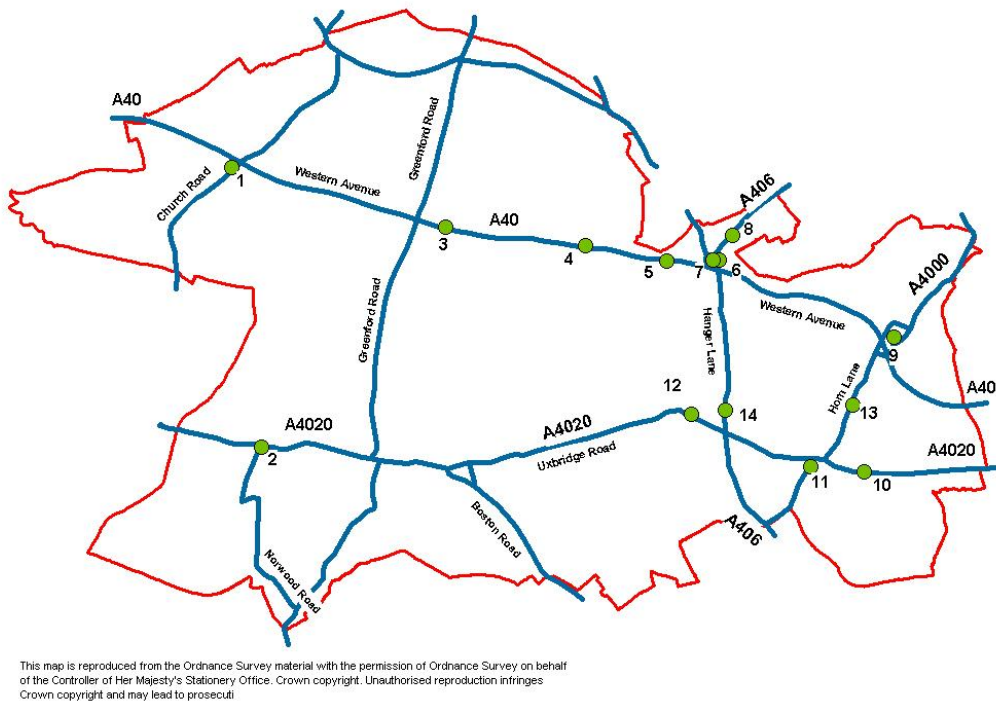 A40
Greenford Road
Church Road
1
Western Avenue
3
A40
4
5
7
6
8
A406
A4000
Western Avenue
Hanger Lane
Greenford Road
9
Horn Lane
A40
12
14
13
A4020
2
A4020
Uxbridge Road
A4020
11
10
Boston Road
A406
Norwood Road
This map is reproduced from the Ordnance Survey material with the permission of Ordnance Survey on behalf
of the Controller of Her Majesty's Stationery Office. Crown copyright. Unauthorised reproduction infringes
Crown copyright and may lead to prosecuti